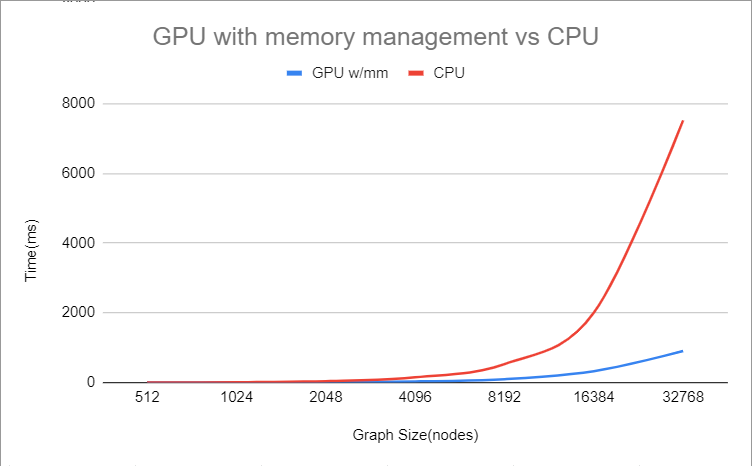 GPU with memory management vs CPU
GPU w/mm CPU
8000
6000
4000
2000
0
Time(ms)
512 1024 2048 4096 8192 16384 32768
Graph Size(nodes)